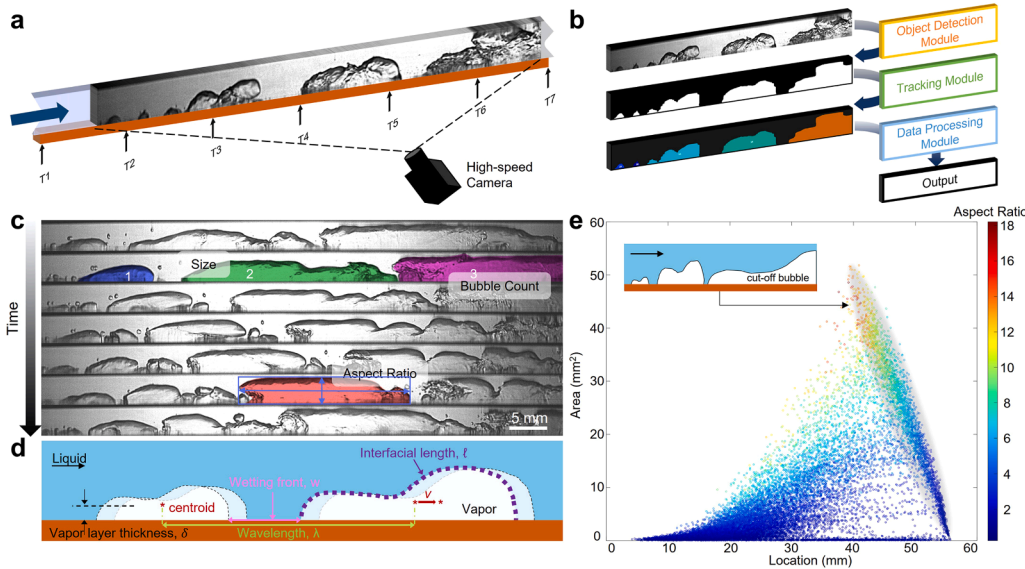 a
T1
T2
T3
T4
T5
T6
T7
High-speed
Camera
b
Object Detection
Module
Tracking Module
Data Processing
Module
Output
c
Time
1
Size
2
3
Bubble Count
Aspect Ratio
5 mm
d
Liquid
Interfacial length, ℓ
Wetting front, w
centroid
v
Vapor
Vapor layer thickness, δ
Wavelength, λ
e
Aspect Ratio
60
50
40
30
20
10
0
Area (mm²)
cut-off bubble
0
10
20
30
40
50
60
Location (mm)
18
16
14
12
10
8
6
4
2